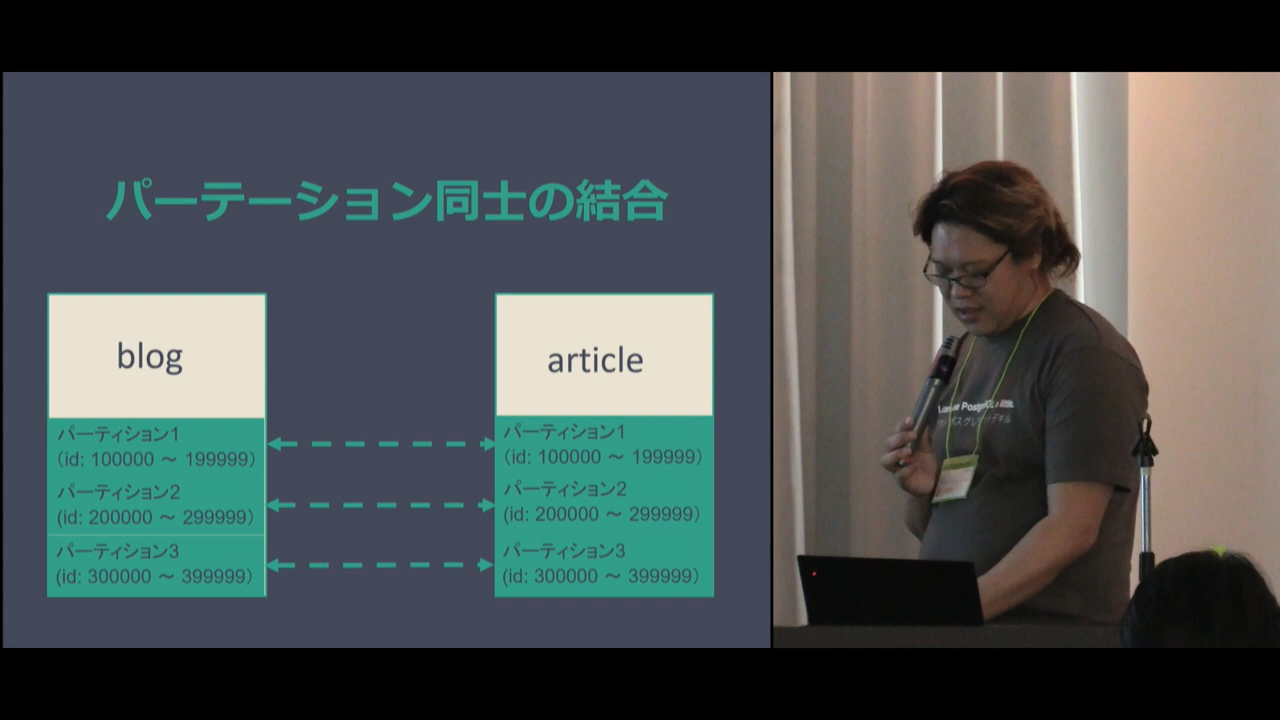 パーテーション同士の結合
blog
パーティション1
(id: 100000 ～ 199999)
パーティション2
(id: 200000 ～ 299999)
パーティション3
(id: 300000 ～ 399999)
article
パーティション1
(id: 100000 ～ 199999)
パーティション2
(id: 200000 ～ 299999)
パーティション3
(id: 300000 ～ 399999)